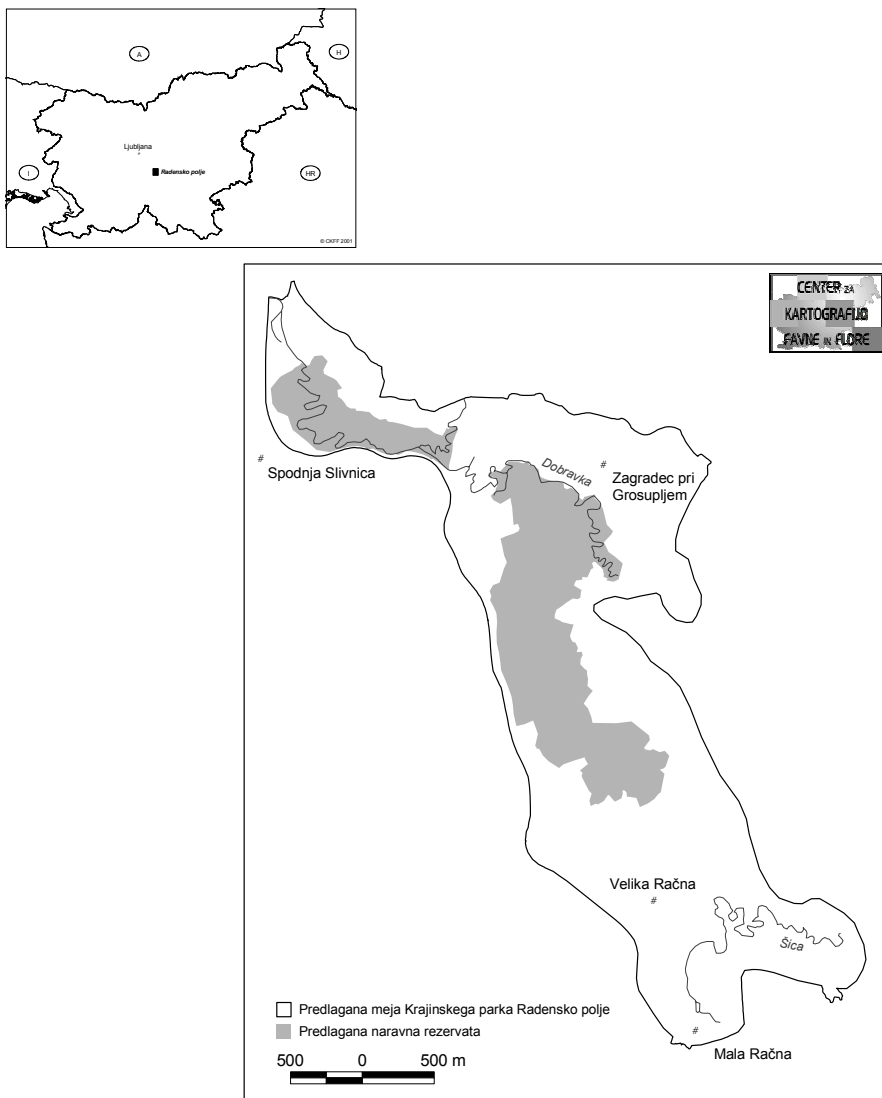 A
H
Ljubljana
#
I
Radensko polje
HR
© CKFF 2001
CENTER ZA
KARTOGRAFIJO
FAVNE IN FLORE
#
Spodnja Slivnica
Dobravka
#
Zagradec pri
Grosupljem
Velika Račna
#
Šica
Predlagana meja Krajinskega parka Radensko polje
Predlagana naravna rezervata
500 0 500 m
#
Mala Račna